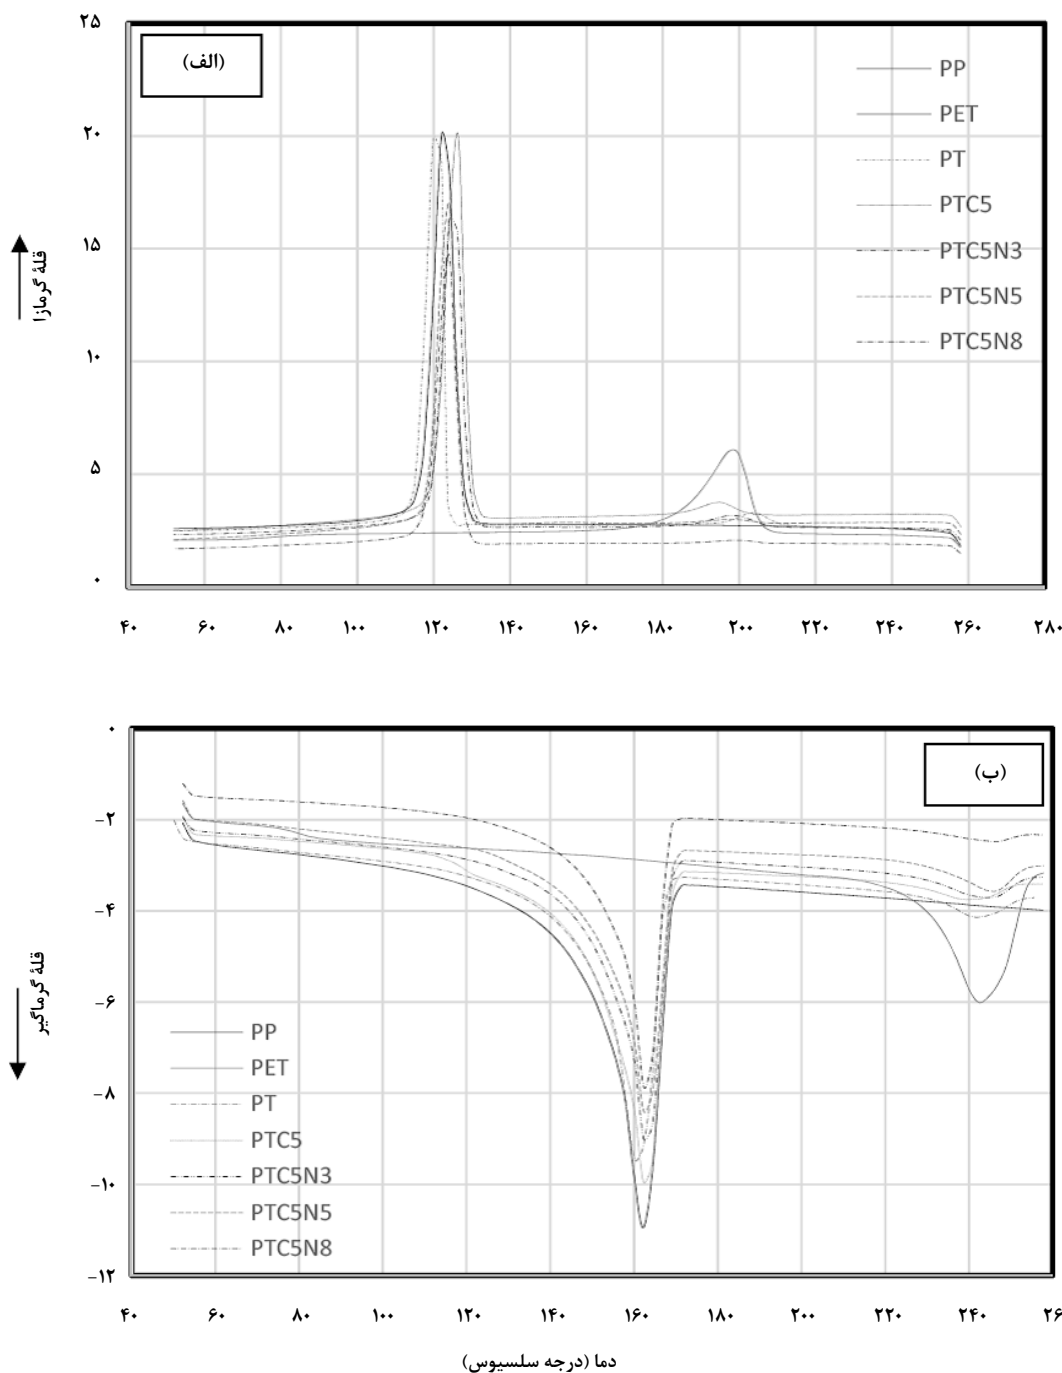 ۲۵
۲۰
۱۵
۱۰
۵
۰
(الف)
PP
PET
PT
PTC5
PTC5N3
PTC5N5
PTC5N8
قلهٔ گرمازا
۴۰ ۶۰ ۸۰ ۱۰۰ ۱۲۰ ۱۴۰ ۱۶۰ ۱۸۰ ۲۰۰ ۲۲۰ ۲۴۰ ۲۶۰ ۲۸۰
۰
-۲
-۴
-۶
-۸
-۱۰
-۱۲
(ب)
قلهٔ گرماگیر
PP
PET
PT
PTC5
PTC5N3
PTC5N5
PTC5N8
۴۰ ۶۰ ۸۰ ۱۰۰ ۱۲۰ ۱۴۰ ۱۶۰ ۱۸۰ ۲۰۰ ۲۲۰ ۲۴۰ ۲۶
دما (درجه سلسیوس)